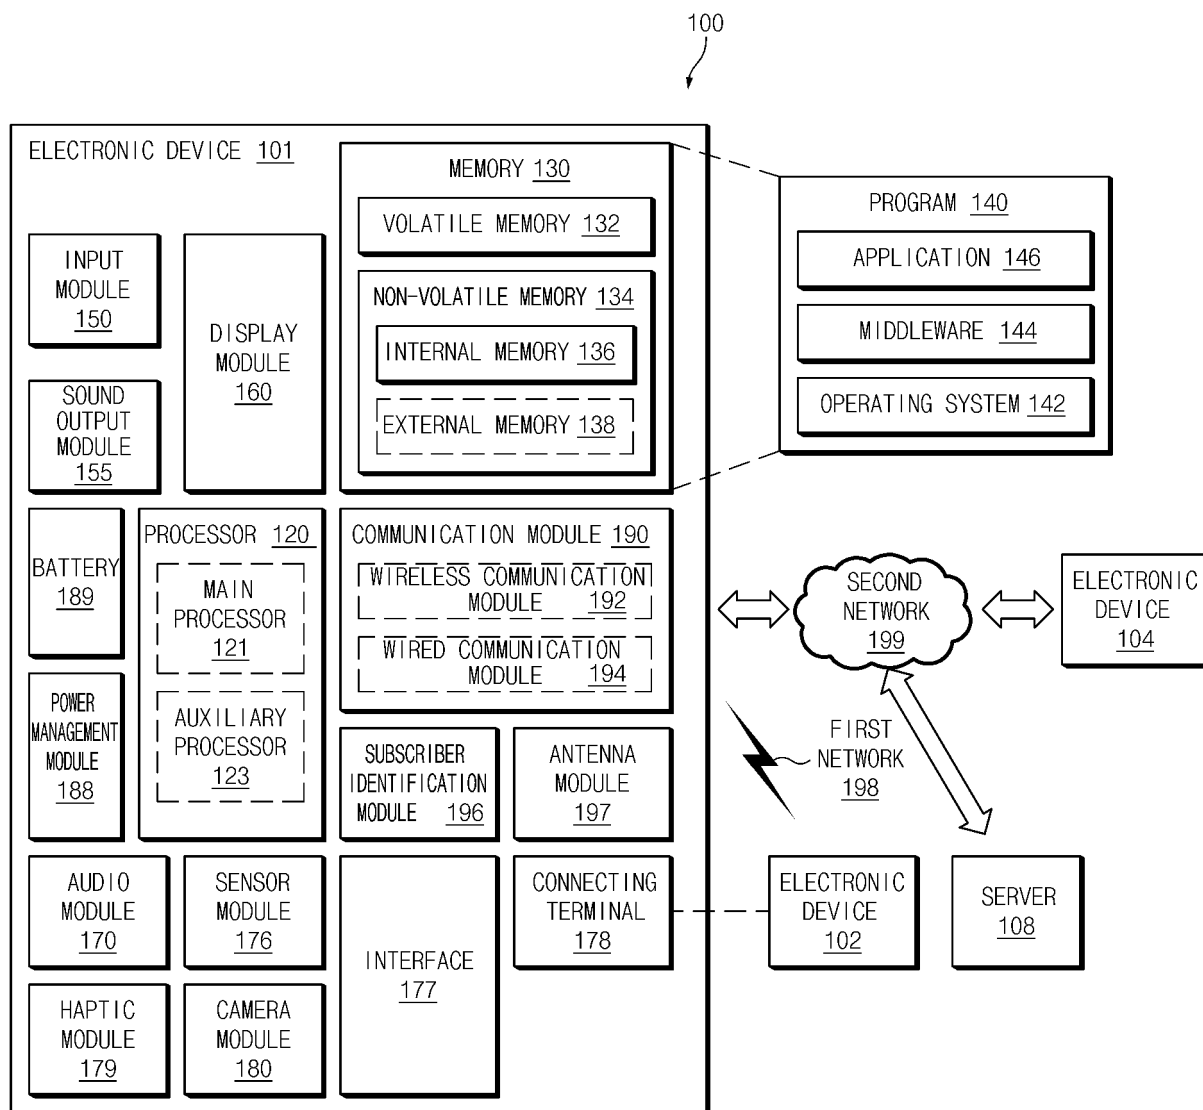 100
ELECTRONIC DEVICE 101
MEMORY 130
VOLATILE MEMORY 132
NON-VOLATILE MEMORY 134
INTERNAL MEMORY 136
EXTERNAL MEMORY 138
PROGRAM 140
APPLICATION 146
MIDDLEWARE 144
OPERATING SYSTEM 142
INPUT
MODULE
150
DISPLAY
MODULE
160
SOUND
OUTPUT
MODULE
155
BATTERY
189
PROCESSOR 120
MAIN
PROCESSOR
121
AUXILIARY
PROCESSOR
123
COMMUNICATION MODULE 190
WIRELESS COMMUNICATION
MODULE 192
WIRED COMMUNICATION
MODULE 194
SECOND
NETWORK
199
ELECTRONIC
DEVICE
104
POWER
MANAGEMENT
MODULE
188
SUBSCRIBER
IDENTIFICATION
MODULE 196
ANTENNA
MODULE
197
FIRST
NETWORK
198
AUDIO
MODULE
170
SENSOR
MODULE
176
INTERFACE
177
CONNECTING
TERMINAL
178
ELECTRONIC
DEVICE
102
SERVER
108
HAPTIC
MODULE
179
CAMERA
MODULE
180